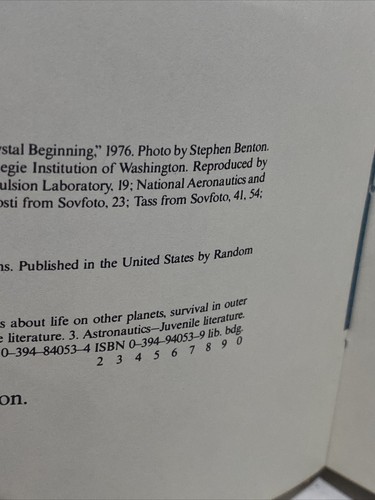 stal Beginning," 1976. Photo by Stephen Benton.
egie Institution of Washington. Reproduced by
ulsion Laboratory, 19; National Aeronautics and
osti from Sovfoto, 23; Tass from Sovfoto, 41, 54;
ns. Published in the United States by Random
s about life on other planets, survival in outer
e literature. 3. Astronautics—Juvenile literature.
0-394-84053-4 ISBN 0-394-94053-9 lib. bdg.
2 3 4 5 6 7 8 9 0
on.